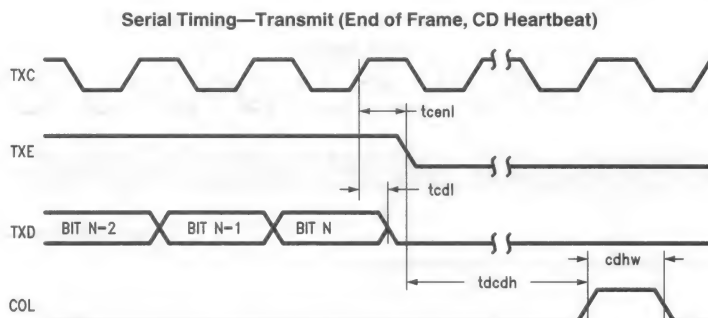 Serial Timing—Transmit (End of Frame, CD Heartbeat)
TXC
tcenl
TXE
tcdl
TXD
BIT N-2
BIT N-1
BIT N
cdhw
tdcdh
COL